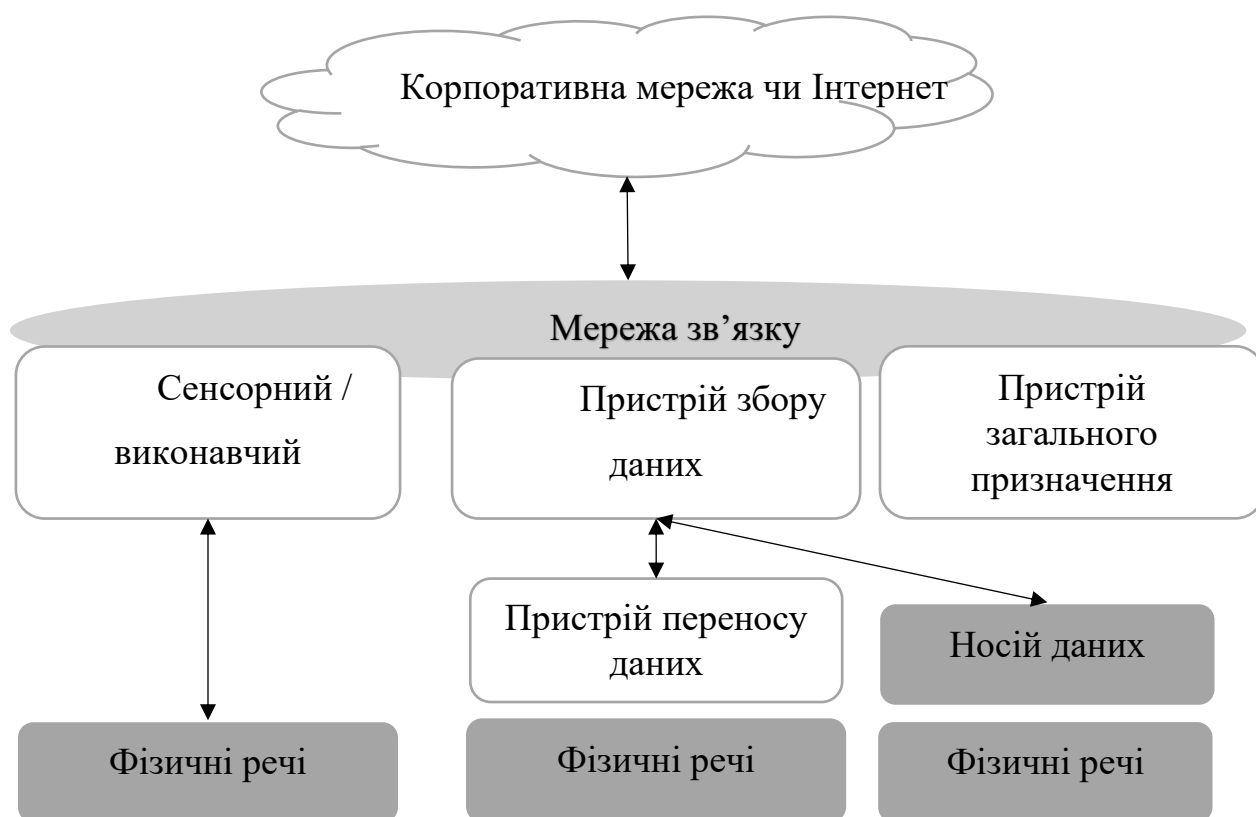 Корпоративна мережа чи Інтернет
Мережа зв’язку
Сенсорний /
виконавчий
Пристрій збору
даних
Пристрій
загального
призначення
Пристрій переносу
даних
Носій даних
Фізичні речі
Фізичні речі
Фізичні речі